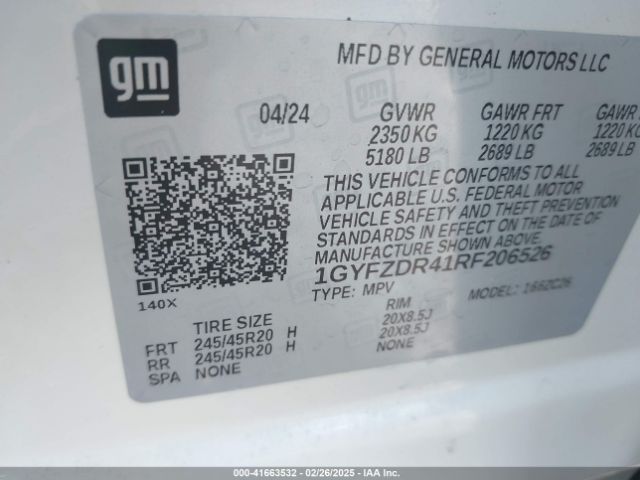 gm
MFD BY GENERAL MOTORS LLC
04/24 GVWR GAWR FRT GAWR
2350 KG 1220 KG 1220 KG
5180 LB 2689 LB 2689 LB
THIS VEHICLE CONFORMS TO ALL
APPLICABLE U.S. FEDERAL MOTOR
VEHICLE SAFETY AND THEFT PREVENTION
STANDARDS IN EFFECT ON THE DATE OF
MANUFACTURE SHOWN ABOVE.
1GYFZDR41RF206526
140X TYPE: MPV MODEL: 1662C26
TIRE SIZE RIM
FRT 245/45R20 H 20X8.5J
RR 245/45R20 H 20X8.5J
SPA NONE NONE
000-41663532 - 02/26/2025 - IAA Inc.